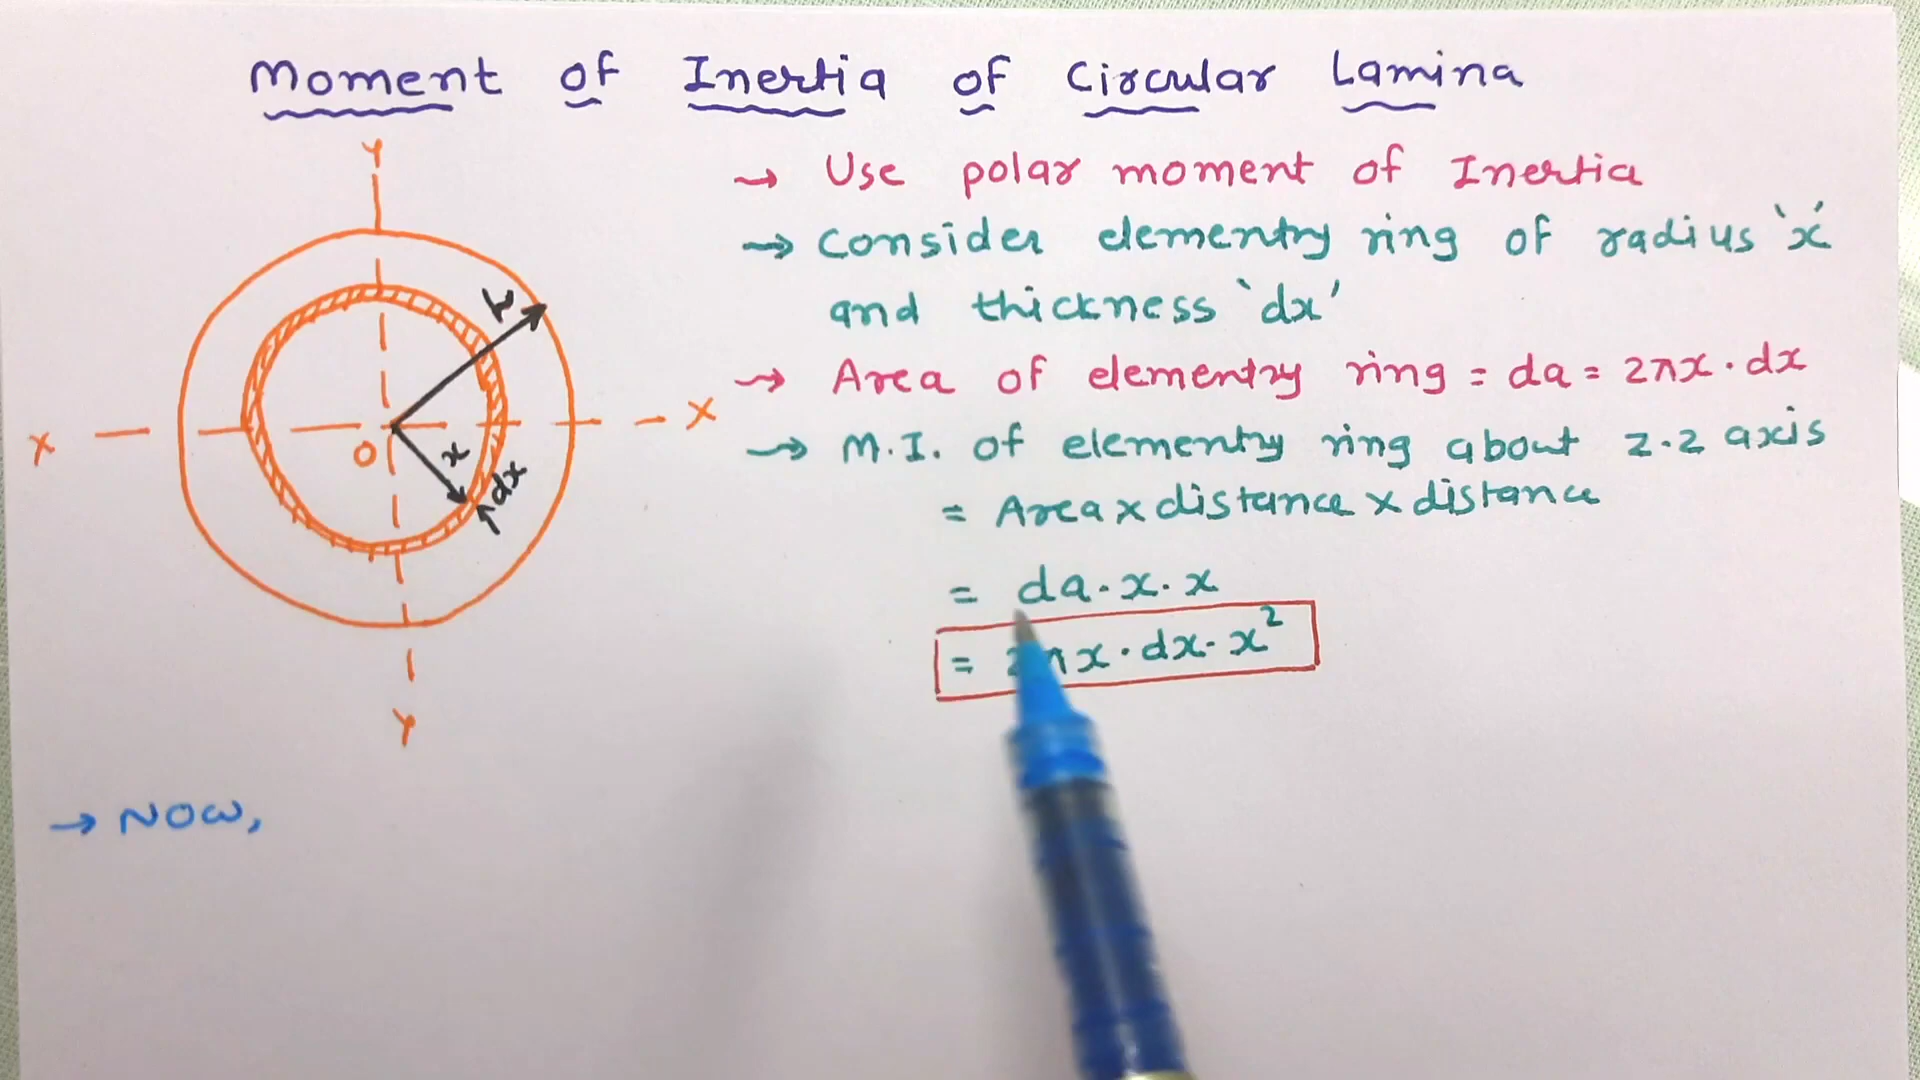 Moment of Inertia of Circular Lamina
Y
→ Use polar moment of Inertia
→ Consider elementry ring of radius 'x'
and thickness 'dx'
r
→ Area of elementry ring = da = 2πx · dx
X
X
→ M.I. of elementry ring about z-z axis
O
x
dx
= Area x distance x distance
= da · x · x
= 2πx · dx · x²
Y
→ NOW,